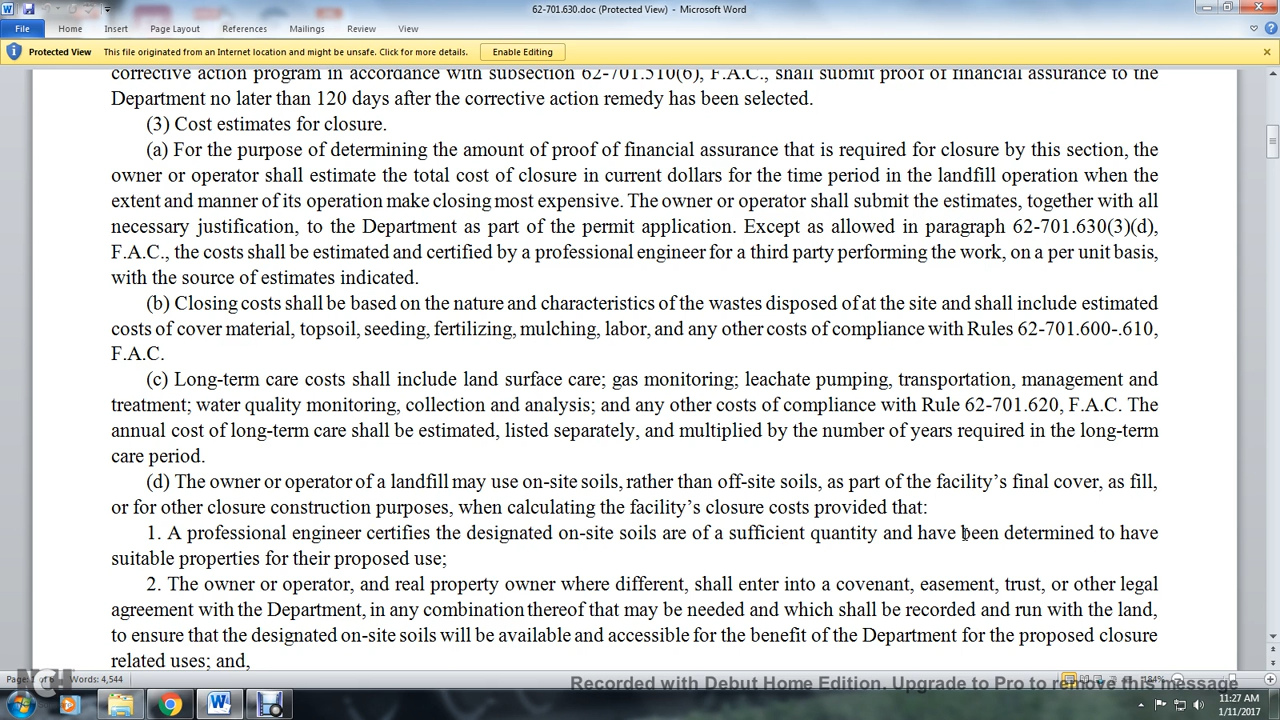 62-701.630.doc (Protected View) - Microsoft Word
File Home Insert Page Layout References Mailings Review View
Protected View This file originated from an Internet location and might be unsafe. Click for more details. Enable Editing
corrective action program in accordance with subsection 62-701.510(6), F.A.C., shall submit proof of financial assurance to the
Department no later than 120 days after the corrective action remedy has been selected.
(3) Cost estimates for closure.
(a) For the purpose of determining the amount of proof of financial assurance that is required for closure by this section, the
owner or operator shall estimate the total cost of closure in current dollars for the time period in the landfill operation when the
extent and manner of its operation make closing most expensive. The owner or operator shall submit the estimates, together with all
necessary justification, to the Department as part of the permit application. Except as allowed in paragraph 62-701.630(3)(d),
F.A.C., the costs shall be estimated and certified by a professional engineer for a third party performing the work, on a per unit basis,
with the source of estimates indicated.
(b) Closing costs shall be based on the nature and characteristics of the wastes disposed of at the site and shall include estimated
costs of cover material, topsoil, seeding, fertilizing, mulching, labor, and any other costs of compliance with Rules 62-701.600-.610,
F.A.C.
(c) Long-term care costs shall include land surface care; gas monitoring; leachate pumping, transportation, management and
treatment; water quality monitoring, collection and analysis; and any other costs of compliance with Rule 62-701.620, F.A.C. The
annual cost of long-term care shall be estimated, listed separately, and multiplied by the number of years required in the long-term
care period.
(d) The owner or operator of a landfill may use on-site soils, rather than off-site soils, as part of the facility’s final cover, as fill,
or for other closure construction purposes, when calculating the facility’s closure costs provided that:
1. A professional engineer certifies the designated on-site soils are of a sufficient quantity and have been determined to have
suitable properties for their proposed use;
2. The owner or operator, and real property owner where different, shall enter into a covenant, easement, trust, or other legal
agreement with the Department, in any combination thereof that may be needed and which shall be recorded and run with the land,
to ensure that the designated on-site soils will be available and accessible for the benefit of the Department for the proposed closure
related uses; and,
Words: 4,544
184%
Recorded with Debut Home Edition. Upgrade to Pro to remove this message
11:27 AM
1/11/2017